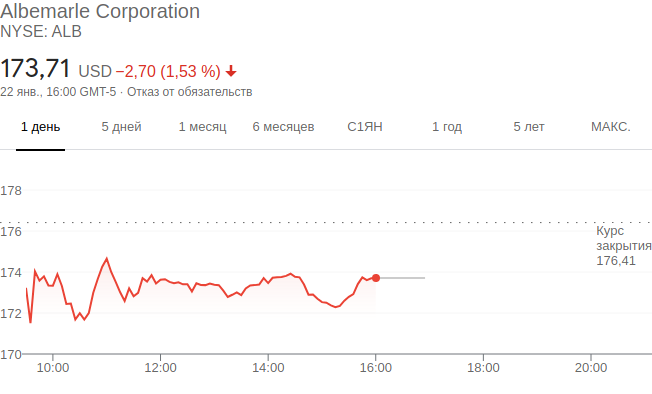 Albemarle Corporation
NYSE: ALB
173,71 USD −2,70 (1,53 %)
22 янв., 16:00 GMT-5 · Отказ от обязательств
1 день 5 дней 1 месяц 6 месяцев С1ЯН 1 год 5 лет МАКС.
178
176
Курс
закрытия
176,41
174
172
170
10:00 12:00 14:00 16:00 18:00 20:00